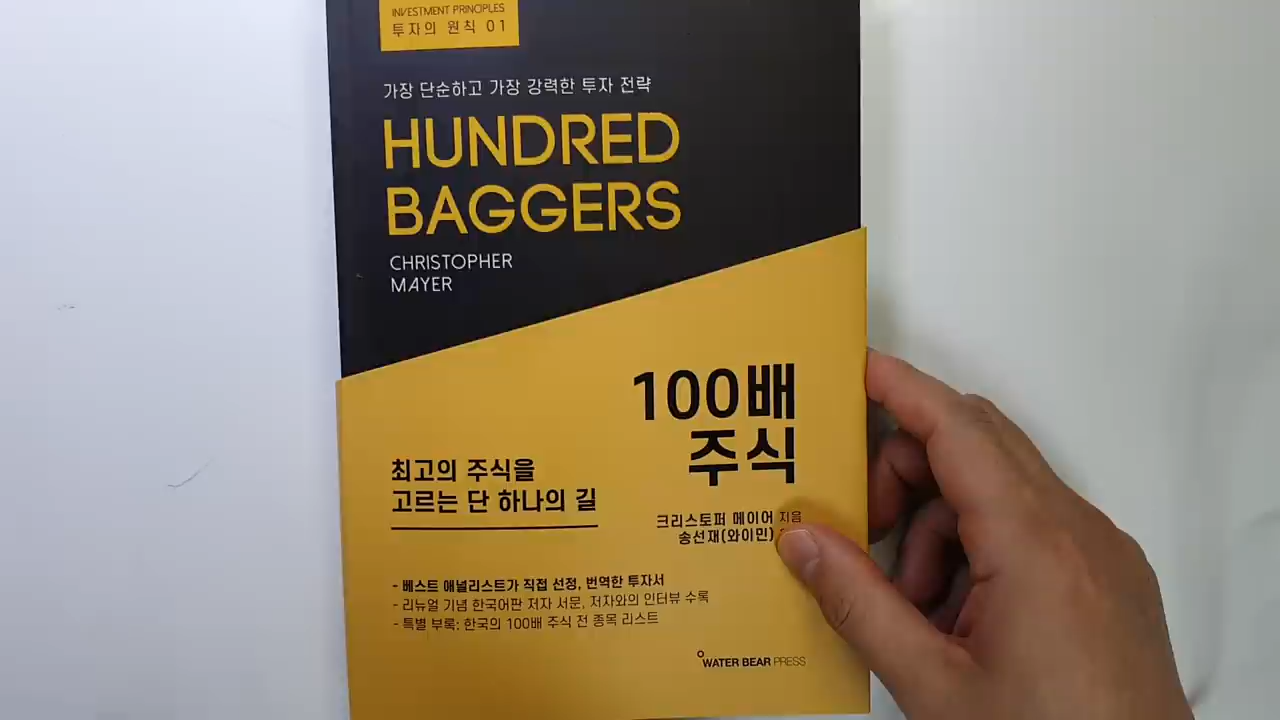 INVESTMENT PRINCIPLES
투자의 원칙 01
가장 단순하고 가장 강력한 투자 전략
HUNDRED
BAGGERS
CHRISTOPHER
MAYER
100배
주식
최고의 주식을
고르는 단 하나의 길
크리스토퍼 메이어 지음
송선재(와이민)
- 베스트 애널리스트가 직접 선정, 번역한 투자서
- 리뉴얼 기념 한국어판 저자 서문, 저자와의 인터뷰 수록
- 특별 부록: 한국의 100배 주식 전 종목 리스트
WATER BEAR PRESS